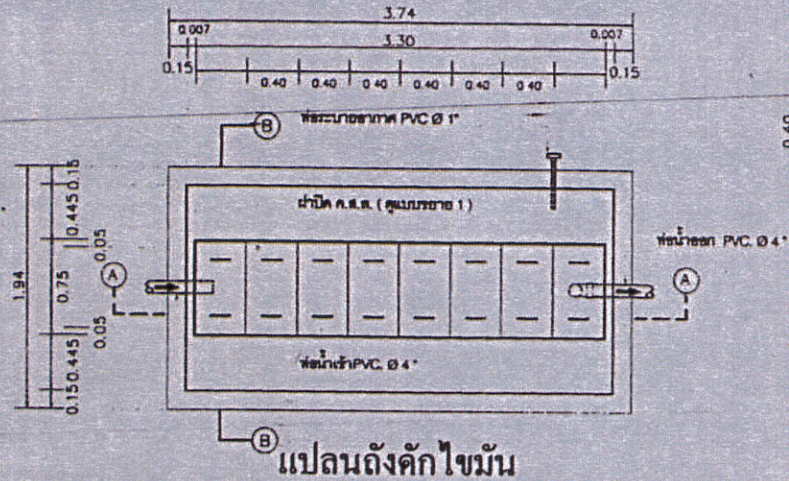 3.74
0.007 3.30 0.007
0.15 0.15
0.40 0.40 0.40 0.40 0.40 0.40
B ท่อระบายอากาศ PVC Ø 1"
0.40
ฝาปิด ค.ส.ล. ( ดูแบบขยาย 1 )
ท่อน้ำออก PVC. Ø 4"
A
A
1.94
0.15
0.445
0.05
0.75
0.05
0.445
0.15
ท่อน้ำเข้าPVC. Ø 4"
B
แปลนถังดักไขมัน